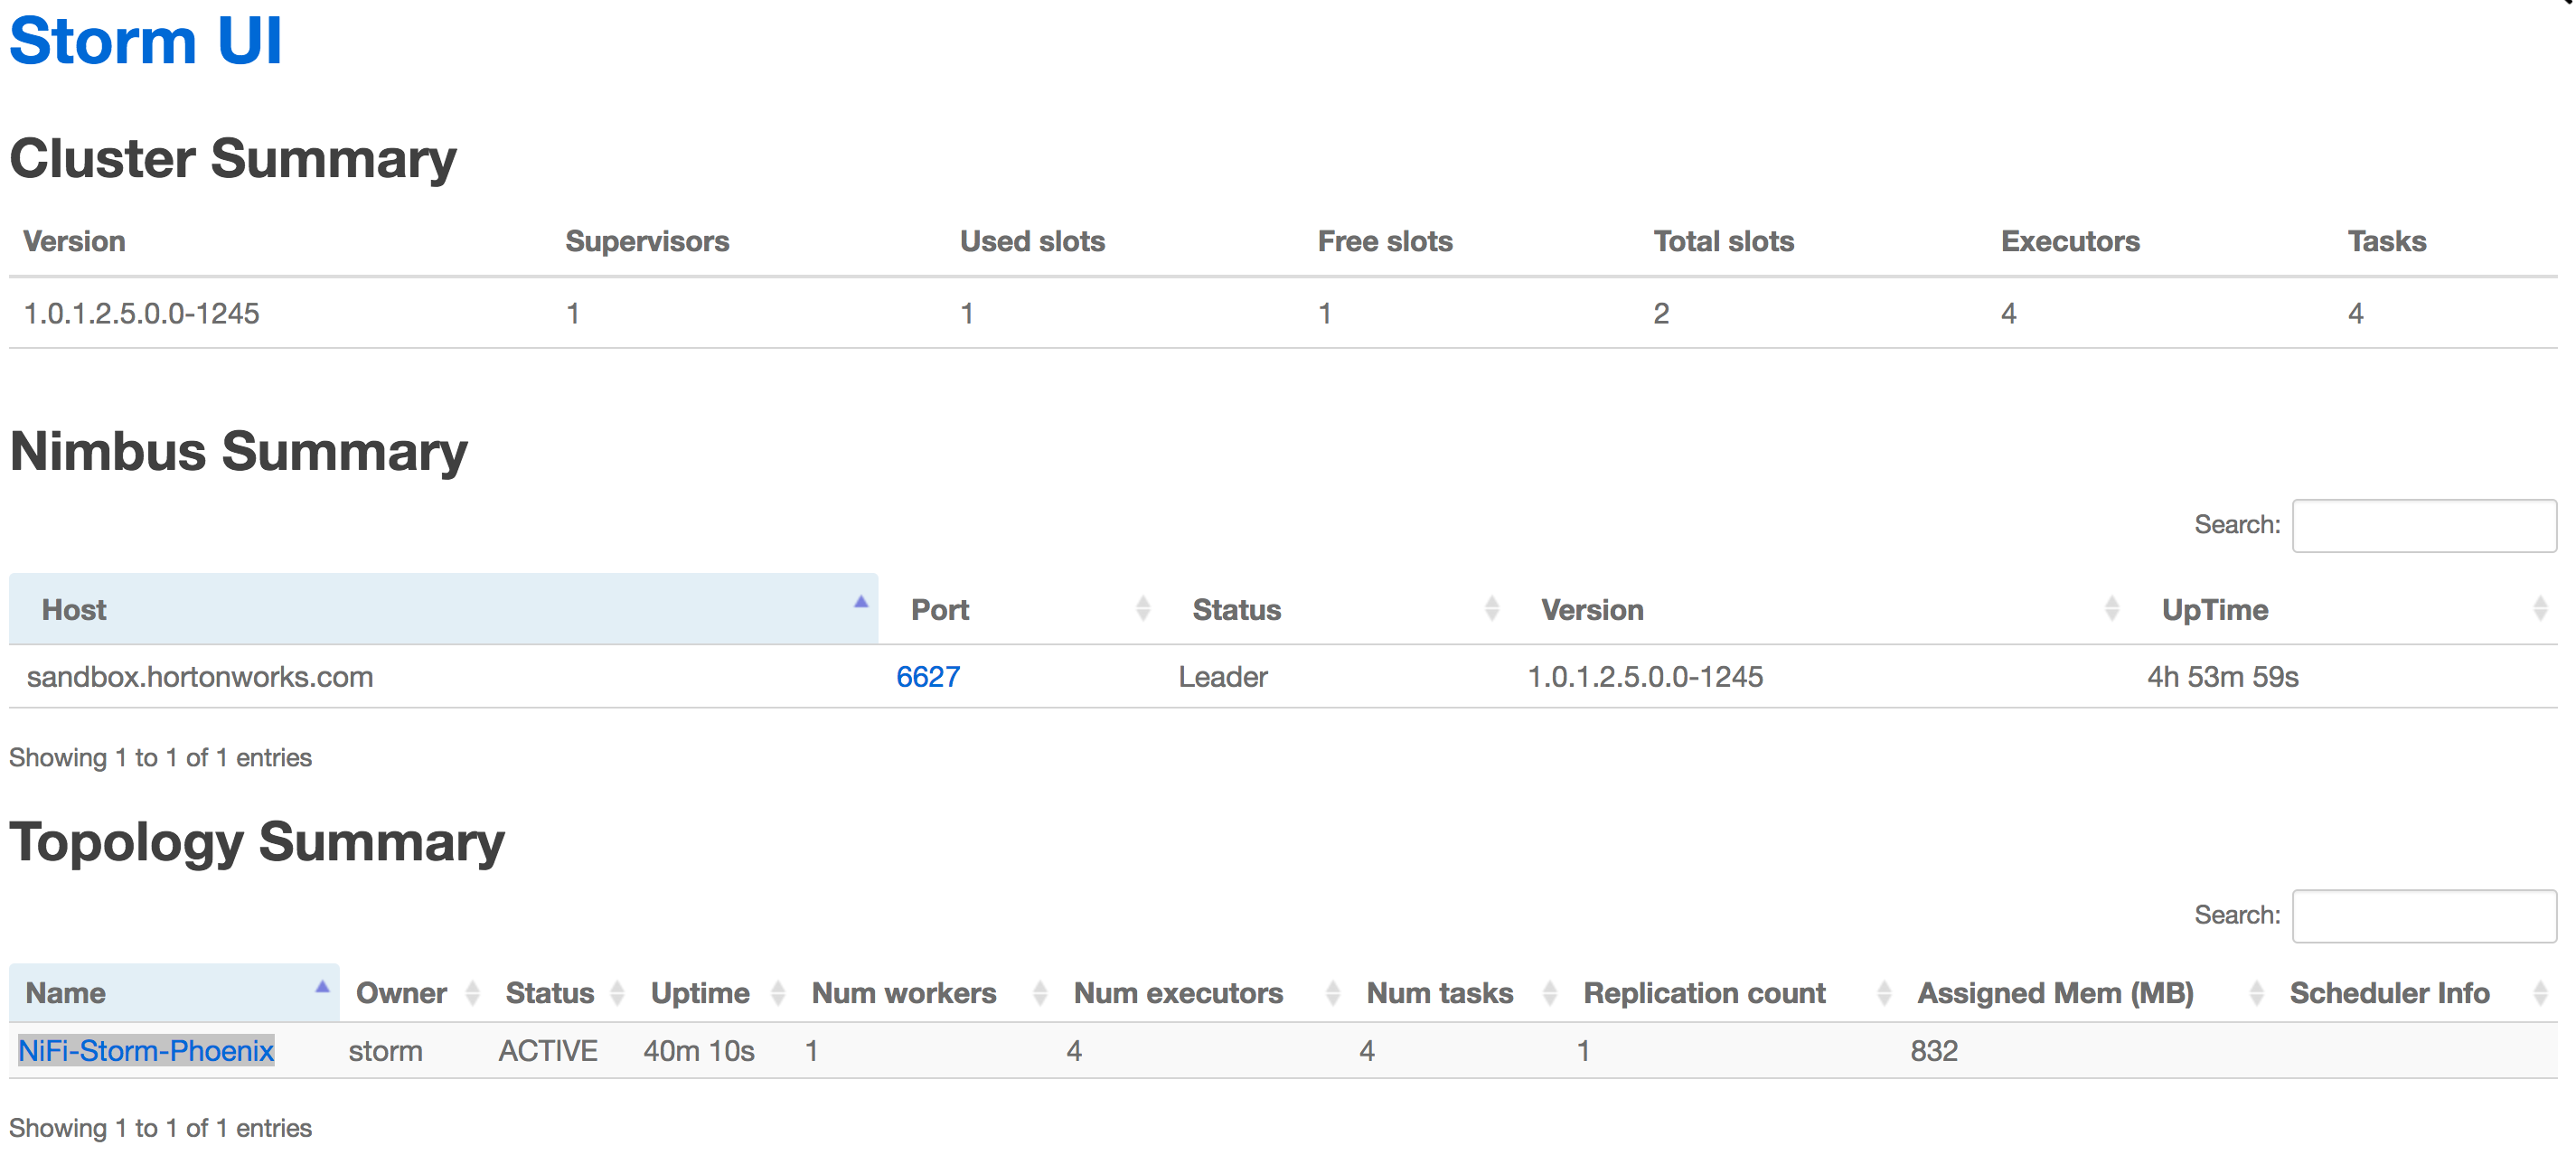 Storm UI
Cluster Summary
Version Supervisors Used slots Free slots Total slots Executors Tasks
1.0.1.2.5.0.0-1245 1 1 1 2 4 4
Nimbus Summary
Search:
Host Port Status Version UpTime
sandbox.hortonworks.com 6627 Leader 1.0.1.2.5.0.0-1245 4h 53m 59s
Showing 1 to 1 of 1 entries
Topology Summary
Search:
Name Owner Status Uptime Num workers Num executors Num tasks Replication count Assigned Mem (MB) Scheduler Info
NiFi-Storm-Phoenix storm ACTIVE 40m 10s 1 4 4 1 832
Showing 1 to 1 of 1 entries